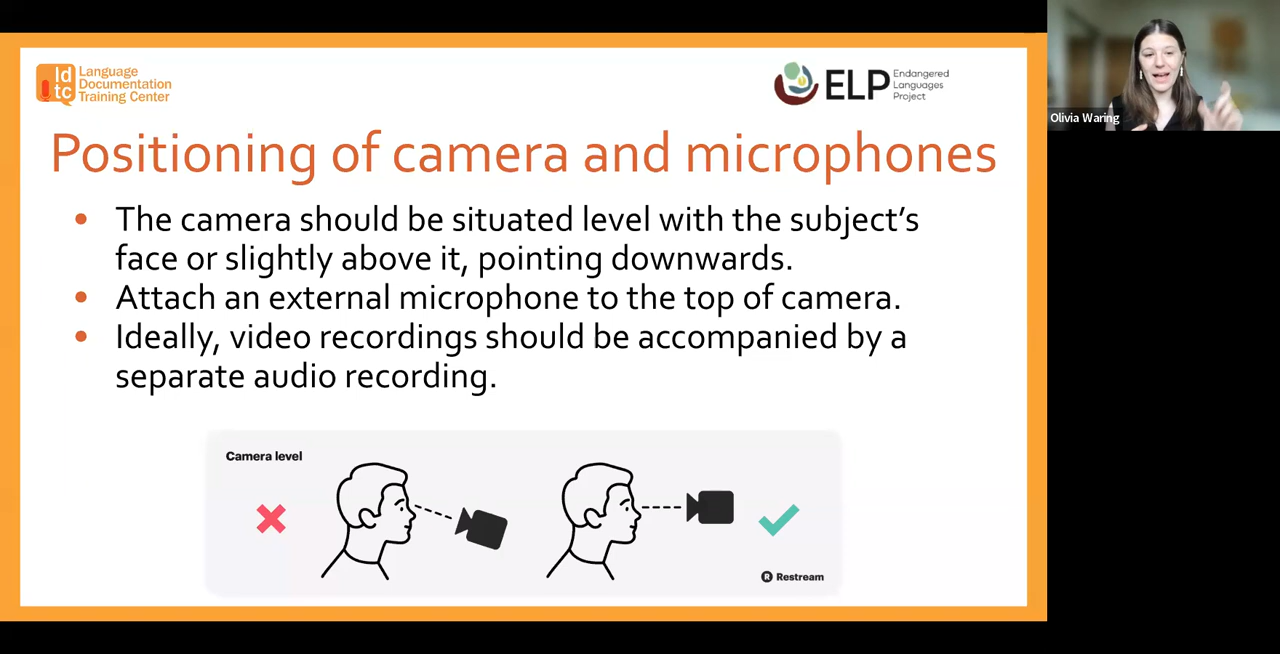 ld
tc
Language
Documentation
Training Center
ELP
Endangered
Languages
Project
Olivia Waring
Positioning of camera and microphones
• The camera should be situated level with the subject’s
face or slightly above it, pointing downwards.
• Attach an external microphone to the top of camera.
• Ideally, video recordings should be accompanied by a
separate audio recording.
Camera level
R Restream